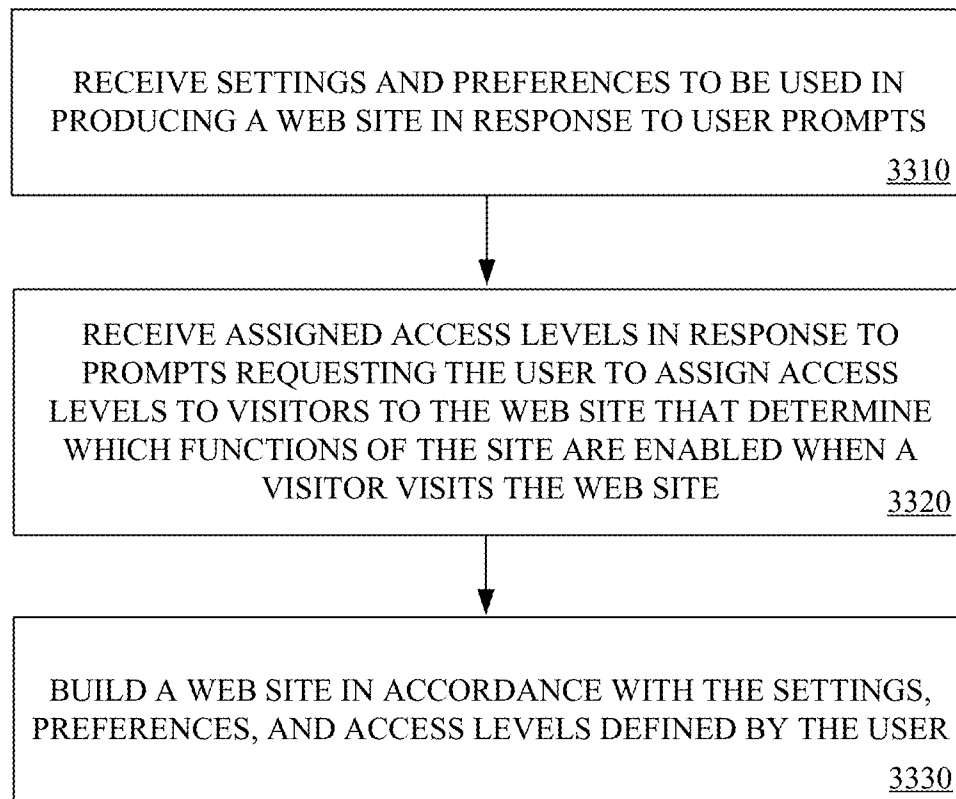 RECEIVE SETTINGS AND PREFERENCES TO BE USED IN
PRODUCING A WEB SITE IN RESPONSE TO USER PROMPTS
3310
RECEIVE ASSIGNED ACCESS LEVELS IN RESPONSE TO
PROMPTS REQUESTING THE USER TO ASSIGN ACCESS
LEVELS TO VISITORS TO THE WEB SITE THAT DETERMINE
WHICH FUNCTIONS OF THE SITE ARE ENABLED WHEN A
VISITOR VISITS THE WEB SITE
3320
BUILD A WEB SITE IN ACCORDANCE WITH THE SETTINGS,
PREFERENCES, AND ACCESS LEVELS DEFINED BY THE USER
3330